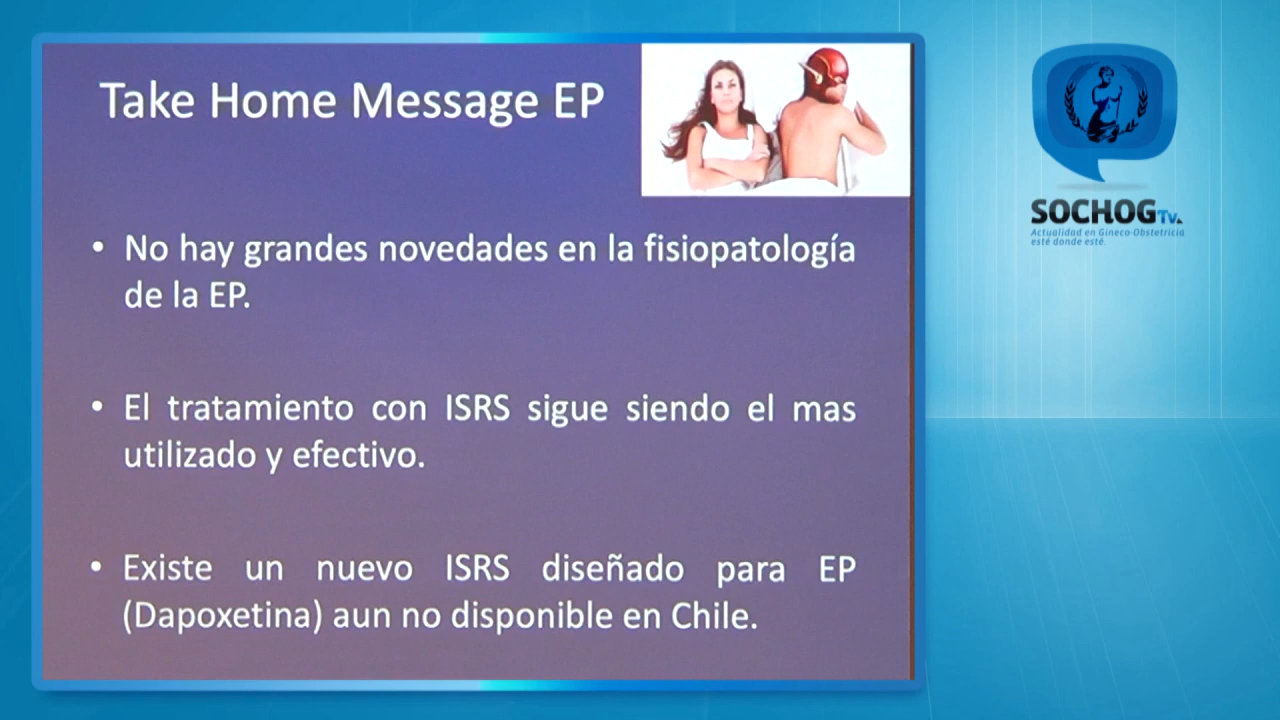 Take Home Message EP
• No hay grandes novedades en la fisiopatología
de la EP.
• El tratamiento con ISRS sigue siendo el mas
utilizado y efectivo.
• Existe un nuevo ISRS diseñado para EP
(Dapoxetina) aun no disponible en Chile.
SOCHOGTv.
Actualidad en Gineco-Obstetricia
esté donde esté.